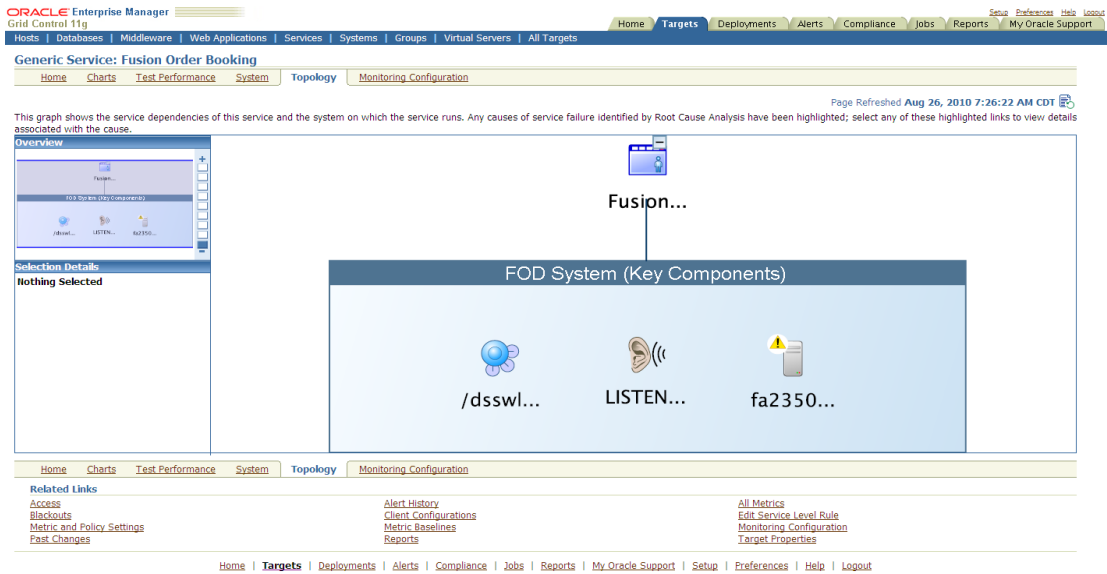 ORACLE Enterprise Manager
Grid Control 11g
Setup Preferences Help Logout
Home Targets Deployments Alerts Compliance Jobs Reports My Oracle Support
Hosts | Databases | Middleware | Web Applications | Services | Systems | Groups | Virtual Servers | All Targets
Generic Service: Fusion Order Booking
Home Charts Test Performance System Topology Monitoring Configuration
Page Refreshed Aug 26, 2010 7:26:22 AM CDT
This graph shows the service dependencies of this service and the system on which the service runs. Any causes of service failure identified by Root Cause Analysis have been highlighted; select any of these highlighted links to view details
associated with the cause.
Overview
Fusion...
FOD System (Key Components)
/dsswl... LISTEN... fa2350...
Selection Details
Nothing Selected
Fusion...
FOD System (Key Components)
/dsswl... LISTEN... fa2350...
Home Charts Test Performance System Topology Monitoring Configuration
Related Links
Access Alert History All Metrics
Blackouts Client Configurations Edit Service Level Rule
Metric and Policy Settings Metric Baselines Monitoring Configuration
Past Changes Reports Target Properties
Home | Targets | Deployments | Alerts | Compliance | Jobs | Reports | My Oracle Support | Setup | Preferences | Help | Logout